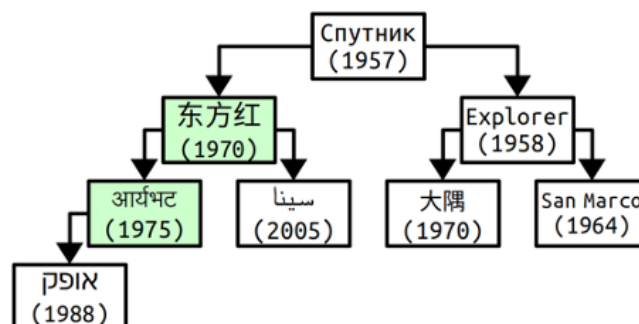 Спутник
(1957)
东方红
(1970)
Explorer
(1958)
आर्यभट
(1975)
سينا
(2005)
大隅
(1970)
San Marco
(1964)
אופק
(1988)